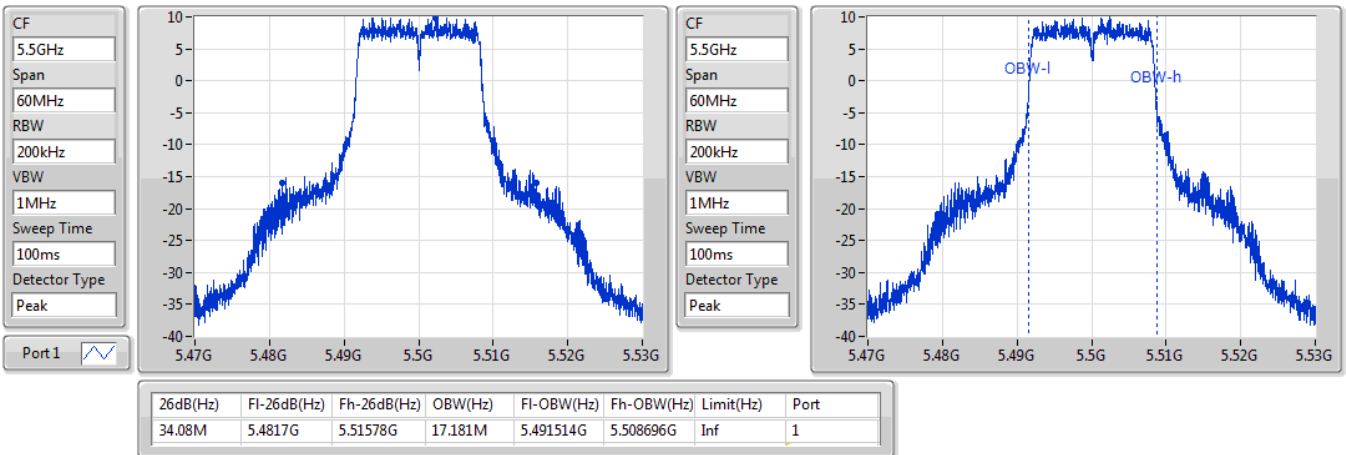 CF
5.5GHz
Span
60MHz
RBW
200kHz
VBW
1MHz
Sweep Time
100ms
Detector Type
Peak
Port 1
10
5
0
-5
-10
-15
-20
-25
-30
-35
-40
5.47G 5.48G 5.49G 5.5G 5.51G 5.52G 5.53G
CF
5.5GHz
Span
60MHz
RBW
200kHz
VBW
1MHz
Sweep Time
100ms
Detector Type
Peak
10
5
0
-5
-10
-15
-20
-25
-30
-35
-40
OBW-l
OBW-h
5.47G 5.48G 5.49G 5.5G 5.51G 5.52G 5.53G
26dB(Hz) Fl-26dB(Hz) Fh-26dB(Hz) OBW(Hz) Fl-OBW(Hz) Fh-OBW(Hz) Limit(Hz) Port
34.08M 5.4817G 5.51578G 17.181M 5.491514G 5.508696G Inf 1